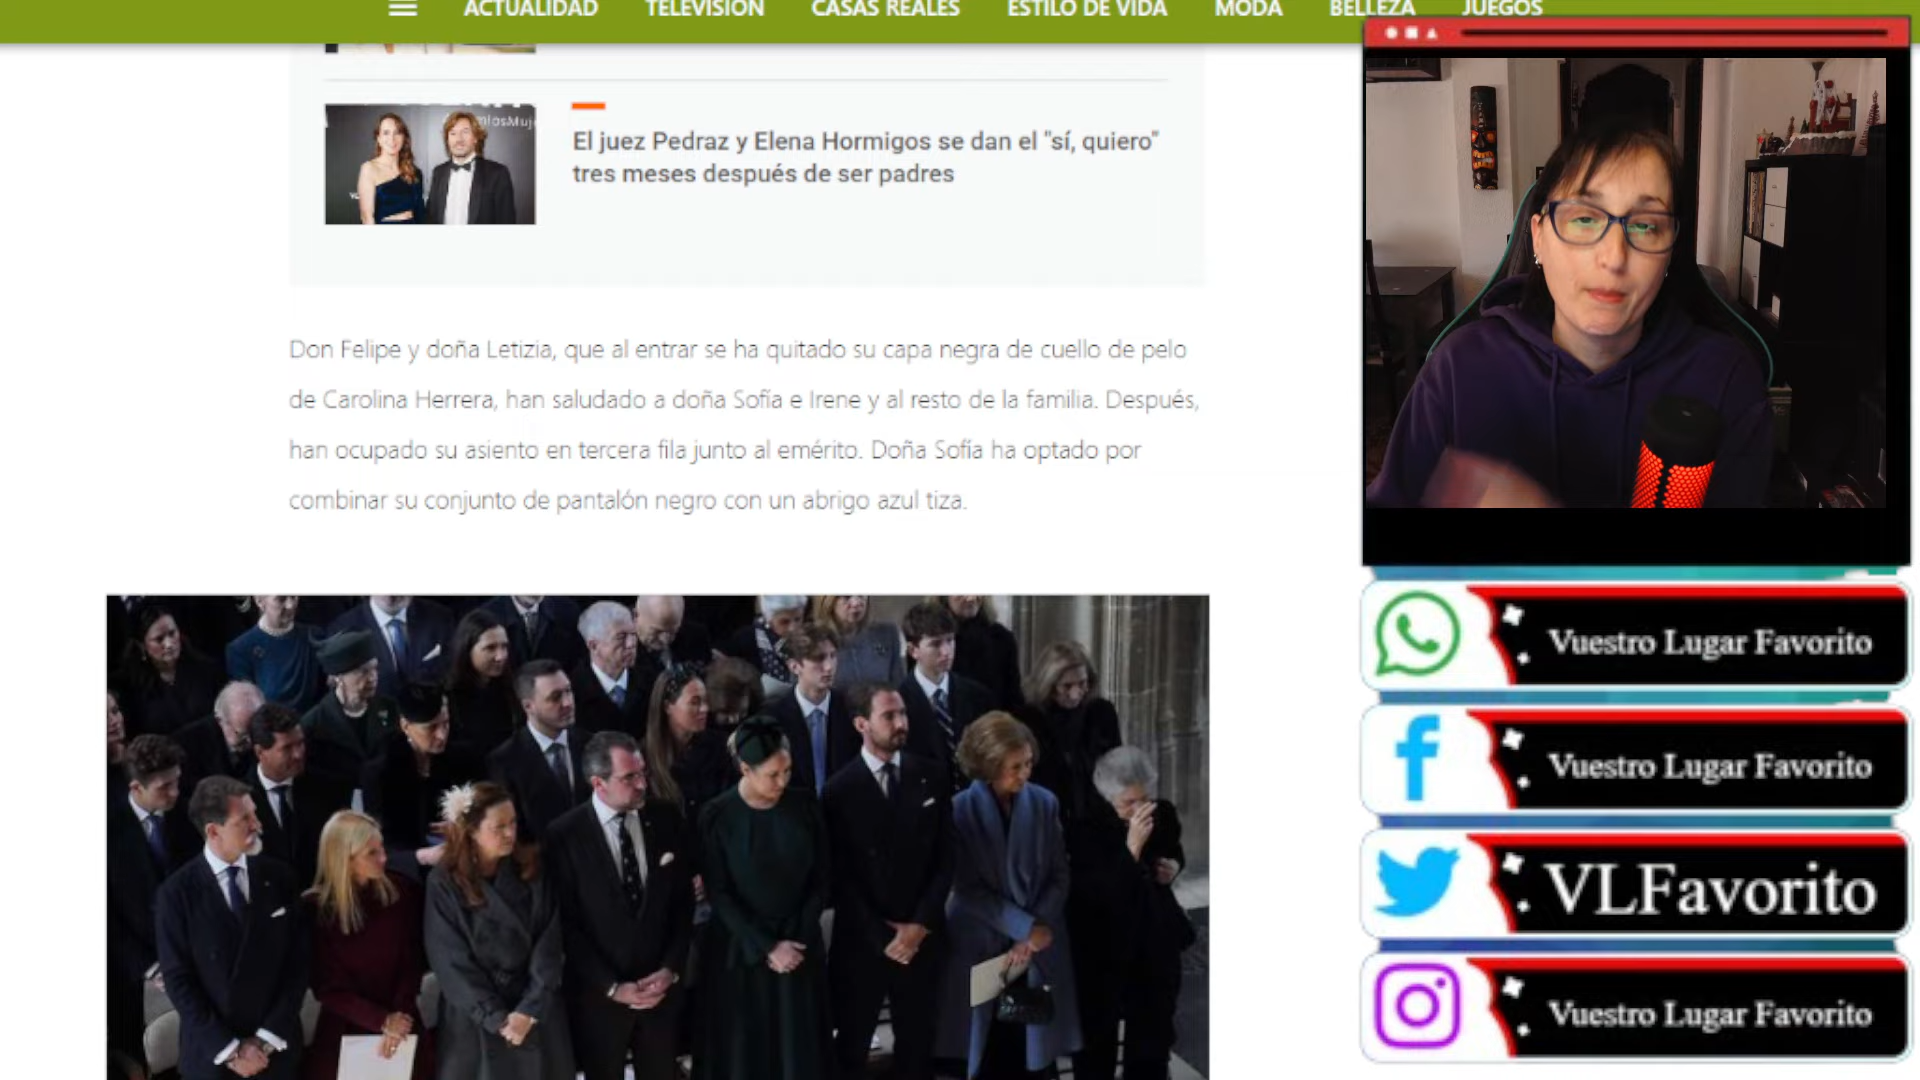 ACTUALIDAD TELEVISIÓN CASAS REALES ESTILO DE VIDA MODA BELLEZA JUEGOS
El juez Pedraz y Elena Hormigos se dan el "sí, quiero"
tres meses después de ser padres
Don Felipe y doña Letizia, que al entrar se ha quitado su capa negra de cuello de pelo
de Carolina Herrera, han saludado a doña Sofía e Irene y al resto de la familia. Después,
han ocupado su asiento en tercera fila junto al emérito. Doña Sofía ha optado por
combinar su conjunto de pantalón negro con un abrigo azul tiza.
Vuestro Lugar Favorito
Vuestro Lugar Favorito
VLFavorito
Vuestro Lugar Favorito